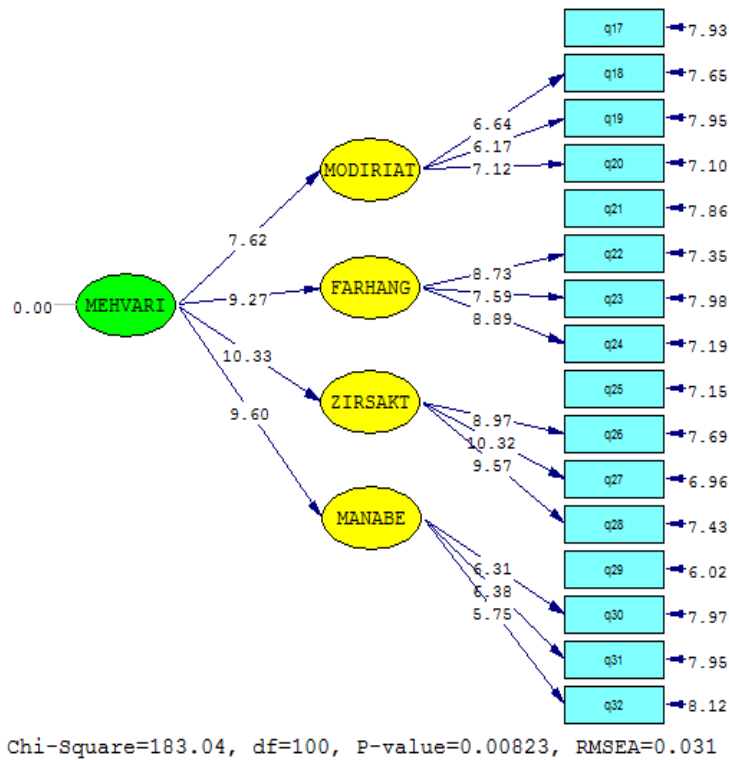 q17 7.93
q18 7.65
6.64
q19 7.95
6.17
MODIRIAT
7.12
q20 7.10
q21 7.86
7.62
q22 7.35
8.73
FARHANG
7.59
q23 7.98
9.27
0.00 MEHVARI
8.89
q24 7.19
10.33
q25 7.15
ZIRSAKT
9.60
8.97
q26 7.69
10.32
9.57
q27 6.96
MANABE
q28 7.43
6.31
q29 6.02
6.38
5.75
q30 7.97
q31 7.95
q32 8.12
Chi-Square=183.04, df=100, P-value=0.00823, RMSEA=0.031